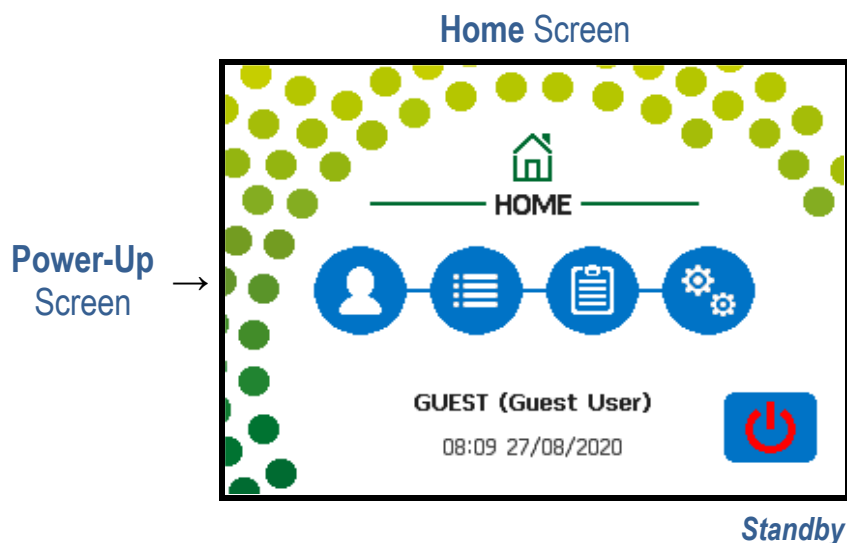 Home Screen
HOME
Power-Up
Screen
→
GUEST (Guest User)
08:09 27/08/2020
Standby